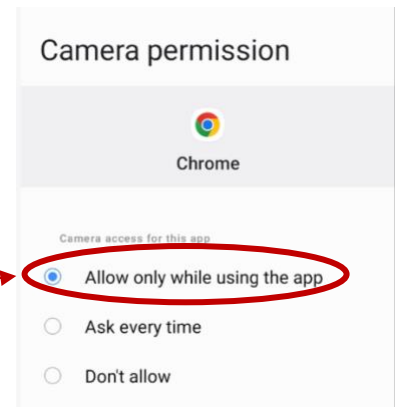 Camera permission
Chrome
Camera access for this app
Allow only while using the app
Ask every time
Don't allow